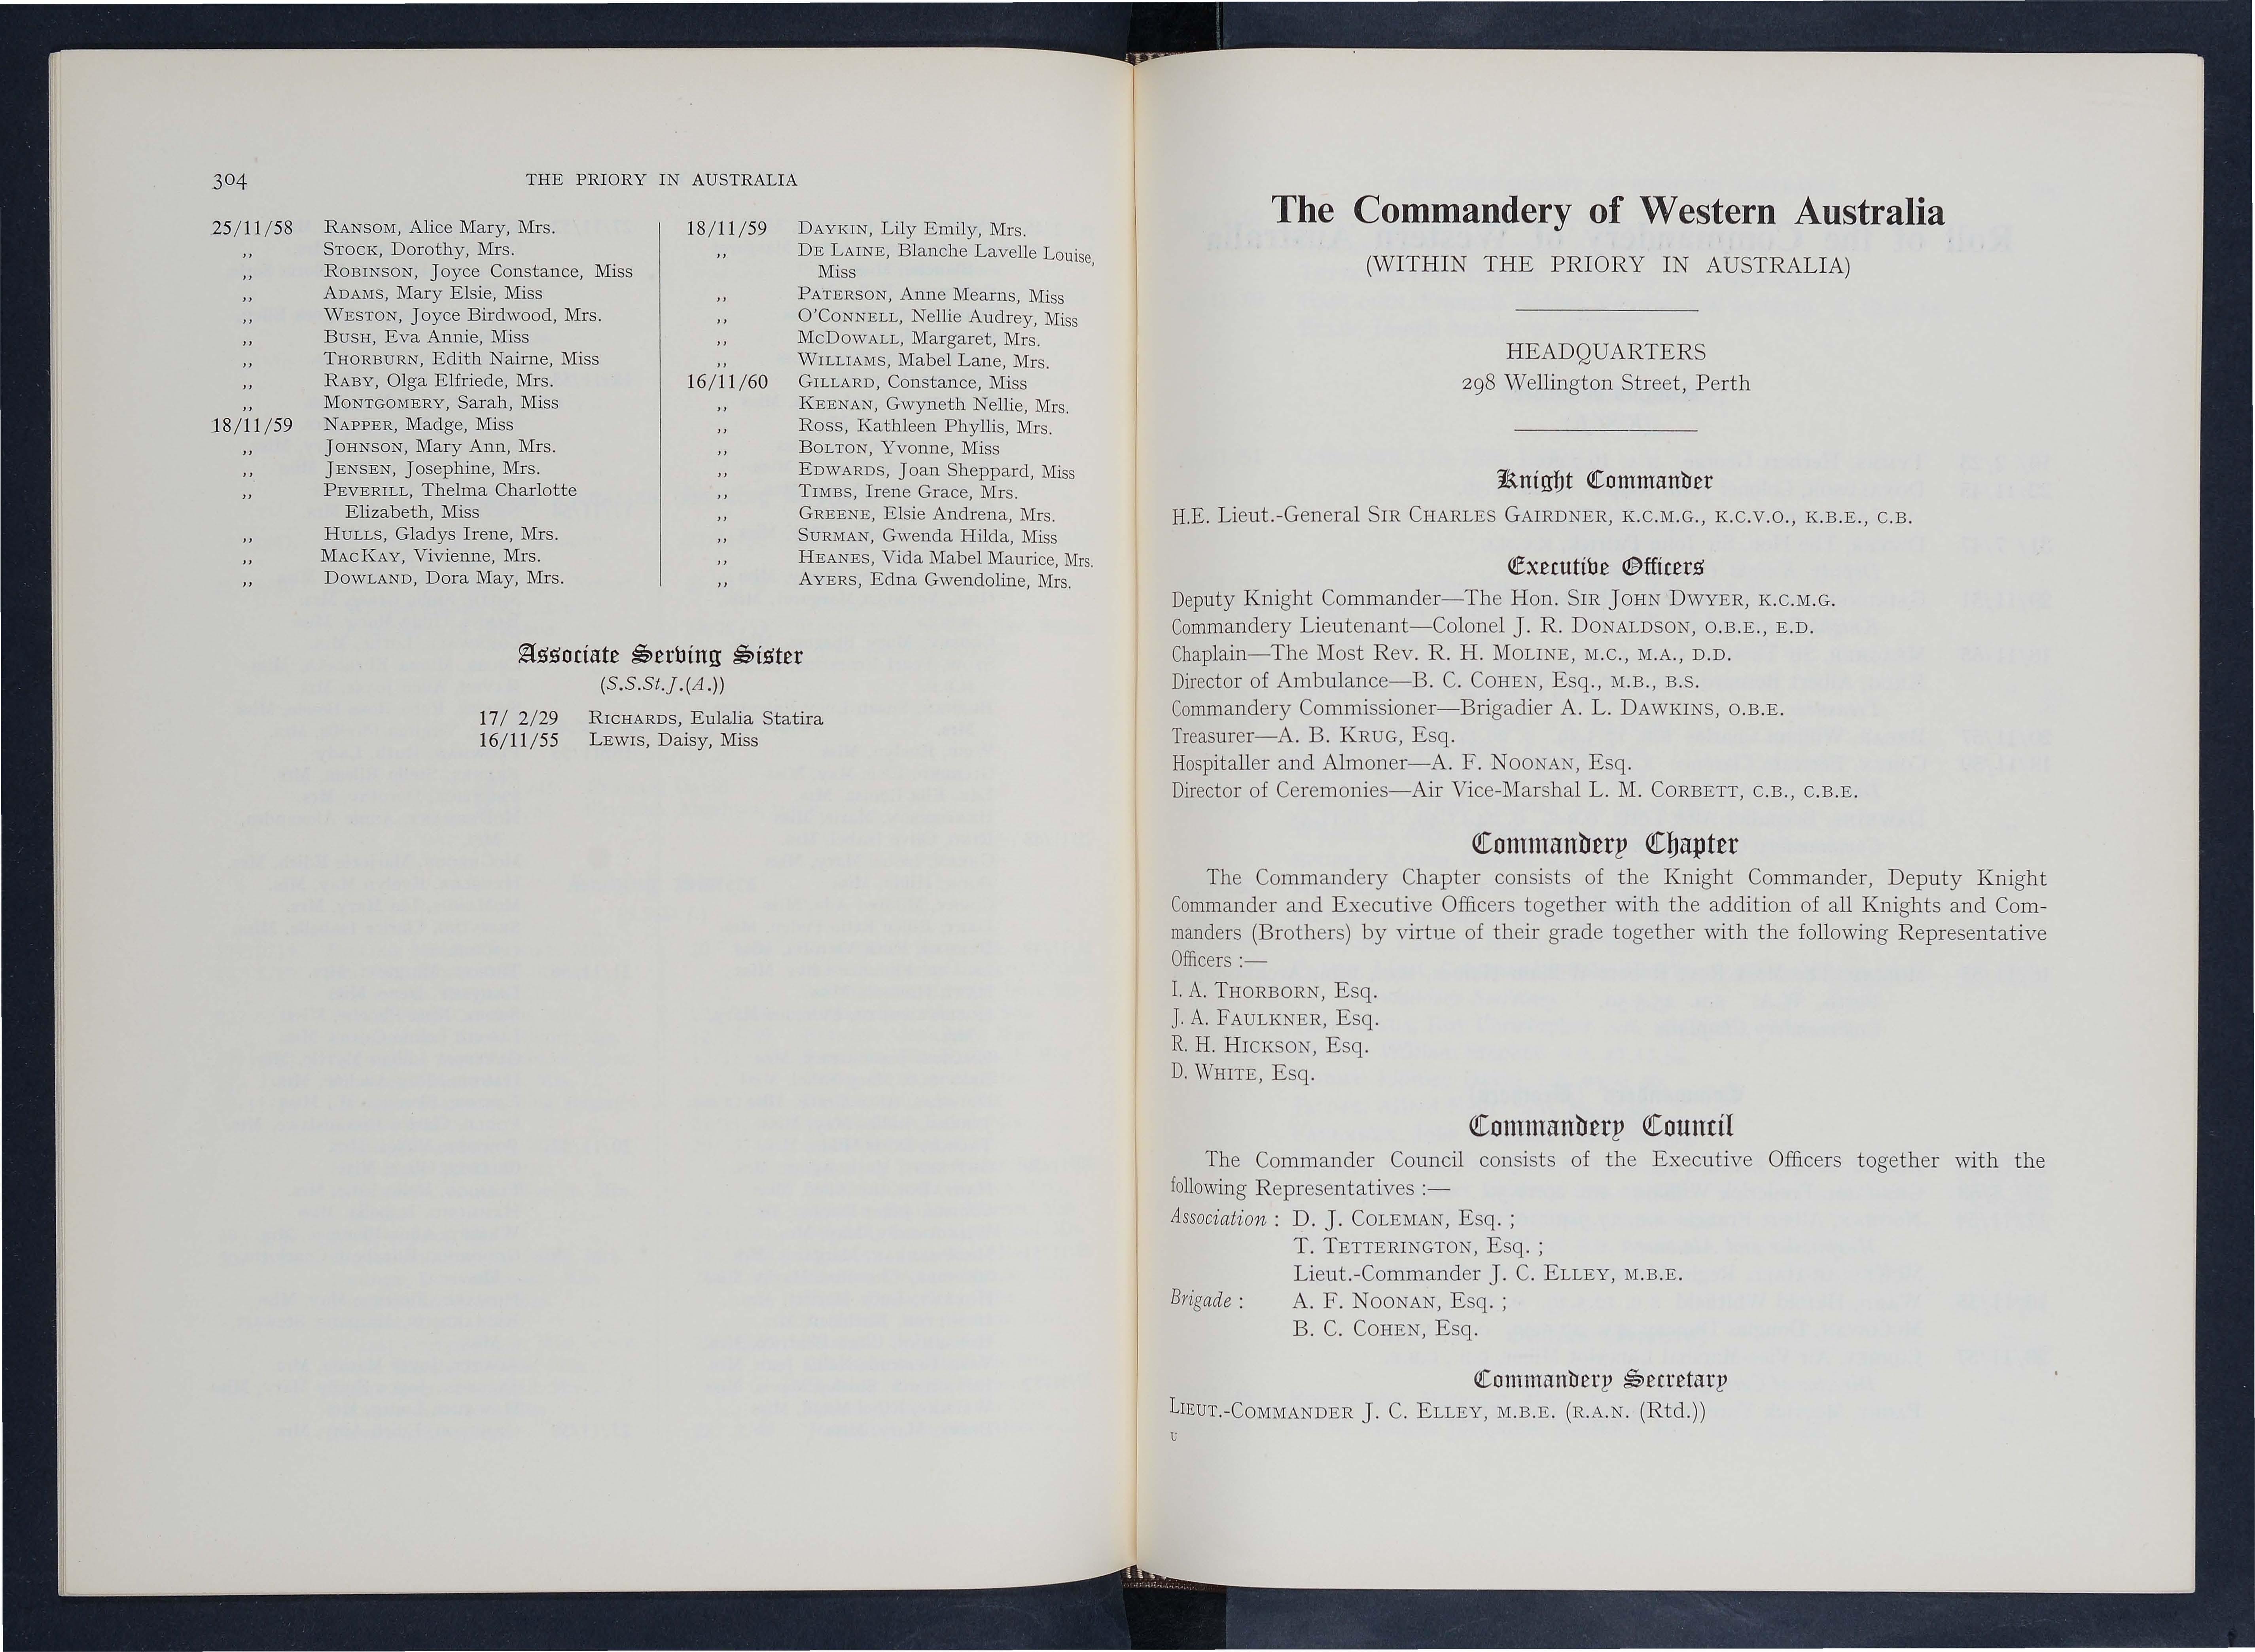 304 THE PRIORY IN AUSTRALIA
25/11/58 RANSOM, Alice Mary, Mrs.
,, STOCK, Dorothy, Mrs.
,, ROBINSON, Joyce Constance, Miss
,, ADAMS, Mary Elsie, Miss
,, WESTON, Joyce Birdwood, Mrs.
,, BUSH, Eva Annie, Miss
,, THORBURN, Edith Nairne, Miss
,, RABY, Olga Elfriede, Mrs.
,, MONTGOMERY, Sarah, Miss
18/11/59 NAPPER, Madge, Miss
,, JOHNSON, Mary Ann, Mrs.
,, JENSEN, Josephine, Mrs.
,, PEVERILL, Thelma Charlotte
Elizabeth, Miss
,, HULLS, Gladys Irene, Mrs.
,, MACKAY, Vivienne, Mrs.
,, DOWLAND, Dora May, Mrs.
18/11/59 DAYKIN, Lily Emily, Mrs.
,, DE LAINE, Blanche Lavelle Louise,
Miss
,, PATERSON, Anne Mearns, Miss
,, O'CONNELL, Nellie Audrey, Miss
,, MCDOWALL, Margaret, Mrs.
,, WILLIAMS, Mabel Lane, Mrs.
16/11/60 GILLARD, Constance, Miss
,, KEENAN, Gwyneth Nellie, Mrs.
,, ROSS, Kathleen Phyllis, Mrs.
,, BOLTON, Yvonne, Miss
,, EDWARDS, Joan Sheppard, Miss
,, TIMBS, Irene Grace, Mrs.
,, GREENE, Elsie Andrena, Mrs.
,, SURMAN, Gwenda Hilda, Miss
,, HEANES, Vida Mabel Maurice, Mrs.
,, AYERS, Edna Gwendoline, Mrs.
Associate Serving Sister
(S.S.St.J.(A.))
17/ 2/29 RICHARDS, Eulalia Statira
16/11/55 LEWIS, Daisy, Miss
The Commandery of Western Australia
(WITHIN THE PRIORY IN AUSTRALIA)
HEADQUARTERS
298 Wellington Street, Perth
Knight Commander
H.E. Lieut.-General SIR CHARLES GAIRDNER, K.C.M.G., K.C.V.O., K.B.E., C.B.
Executive Officers
Deputy Knight Commander—The Hon. SIR JOHN DWYER, K.C.M.G.
Commandery Lieutenant—Colonel J. R. DONALDSON, O.B.E., E.D.
Chaplain—The Most Rev. R. H. MOLINE, M.C., M.A., D.D.
Director of Ambulance—B. C. COHEN, Esq., M.B., B.S.
Commandery Commissioner—Brigadier A. L. DAWKINS, O.B.E.
Treasurer—A. B. KRUG, Esq.
Hospitaller and Almoner—A. F. NOONAN, Esq.
Director of Ceremonies—Air Vice-Marshal L. M. CORBETT, C.B., C.B.E.
Commandery Chapter
The Commandery Chapter consists of the Knight Commander, Deputy Knight
Commander and Executive Officers together with the addition of all Knights and Com-
manders (Brothers) by virtue of their grade together with the following Representative
Officers :—
I. A. THORBORN, Esq.
J. A. FAULKNER, Esq.
R. H. HICKSON, Esq.
D. WHITE, Esq.
Commandery Council
The Commander Council consists of the Executive Officers together with the
following Representatives :—
Association : D. J. COLEMAN, Esq. ;
T. TETTERINGTON, Esq. ;
Lieut.-Commander J. C. ELLEY, M.B.E.
Brigade : A. F. NOONAN, Esq. ;
B. C. COHEN, Esq.
Commandery Secretary
LIEUT.-COMMANDER J. C. ELLEY, M.B.E. (R.A.N. (Rtd.))
U